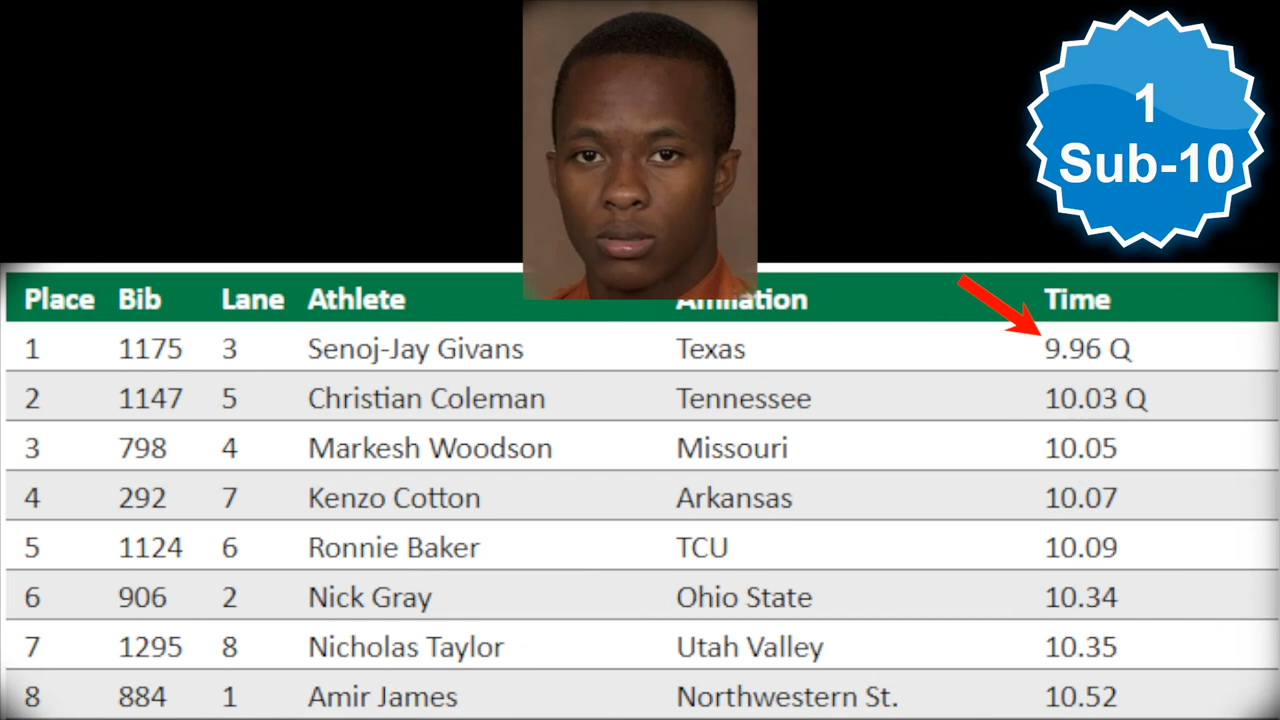 1
Sub-10
Place Bib Lane Athlete Affiliation Time
1 1175 3 Senoj-Jay Givans Texas 9.96 Q
2 1147 5 Christian Coleman Tennessee 10.03 Q
3 798 4 Markesh Woodson Missouri 10.05
4 292 7 Kenzo Cotton Arkansas 10.07
5 1124 6 Ronnie Baker TCU 10.09
6 906 2 Nick Gray Ohio State 10.34
7 1295 8 Nicholas Taylor Utah Valley 10.35
8 884 1 Amir James Northwestern St. 10.52